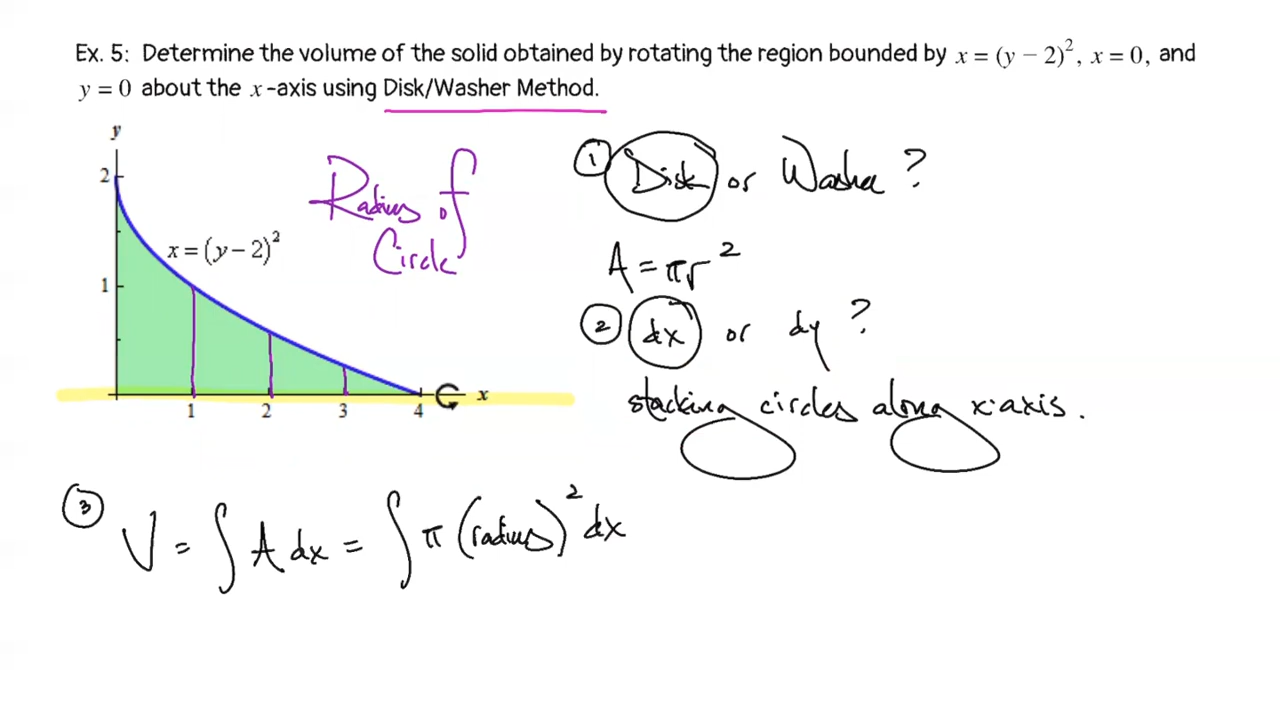 Ex. 5: Determine the volume of the solid obtained by rotating the region bounded by x = (y − 2)², x = 0, and
y = 0 about the x-axis using Disk/Washer Method.
y
2
1
x = (y − 2)²
1 2 3 4 x
Radius of
Circle
① Disk or Washer ?
A = πr²
② dx or dy ?
stacking circles along x-axis.
③ V = ∫ A dx = ∫ π (radius)² dx